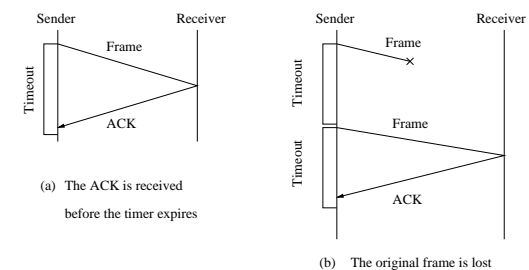 Sender
Receiver
Frame
Timeout
ACK
(a) The ACK is received
before the timer expires
Sender
Receiver
Frame
Timeout
Frame
Timeout
ACK
(b) The original frame is lost